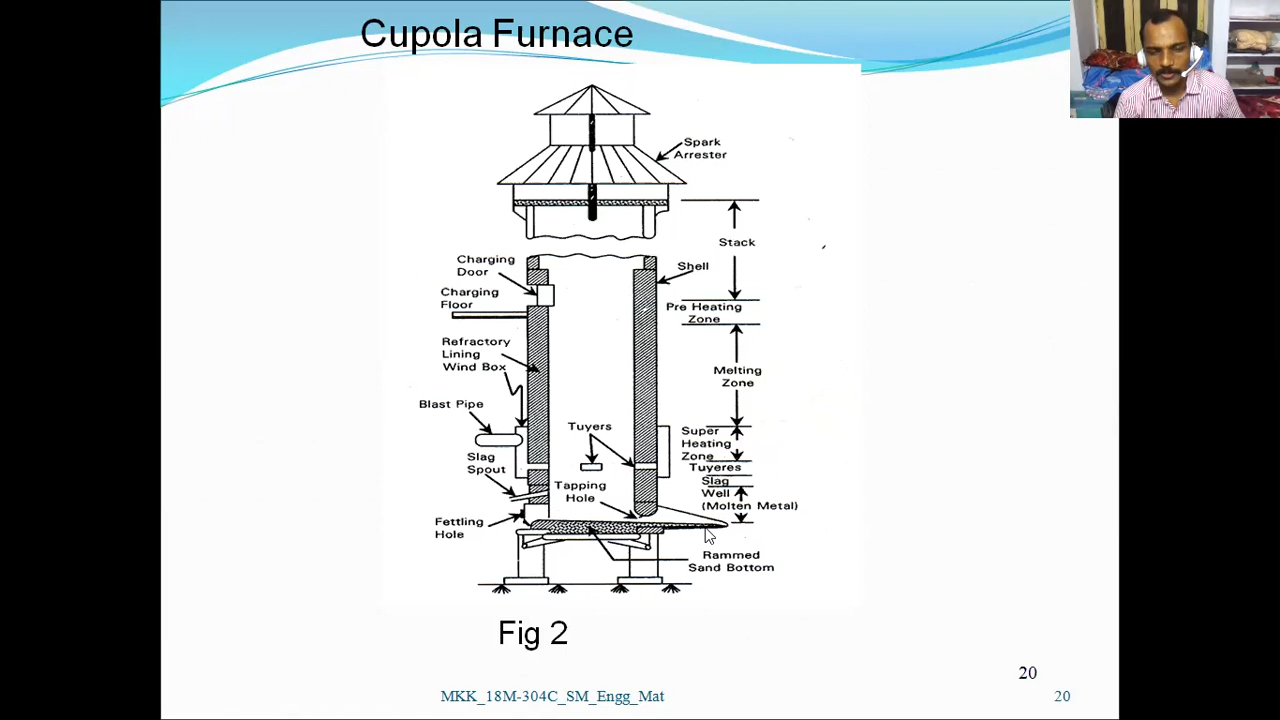 Cupola Furnace
Spark
Arrester
Stack
Charging
Door
Shell
Charging
Floor
Pre Heating
Zone
Refractory
Lining
Wind Box
Melting
Zone
Blast Pipe
Tuyers
Super
Heating
Zone
Slag
Spout
Tuyeres
Tapping
Hole
Slag
Well
(Molten Metal)
Fettling
Hole
Rammed
Sand Bottom
Fig 2
20
MKK_18M-304C_SM_Engg_Mat
20